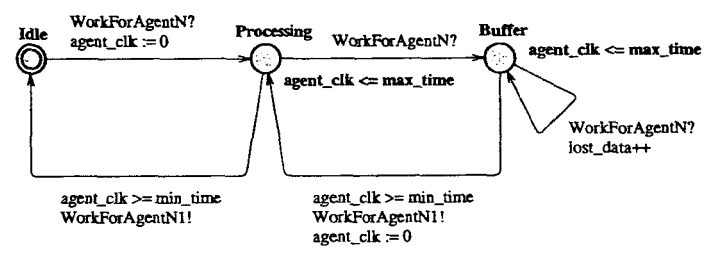 Idle
WorkForAgentN?
agent_clk := 0
Processing
agent_clk <= max_time
WorkForAgentN?
Buffer
agent_clk <= max_time
WorkForAgentN?
lost_data++
agent_clk >= min_time
WorkForAgentN1!
agent_clk >= min_time
WorkForAgentN1!
agent_clk := 0